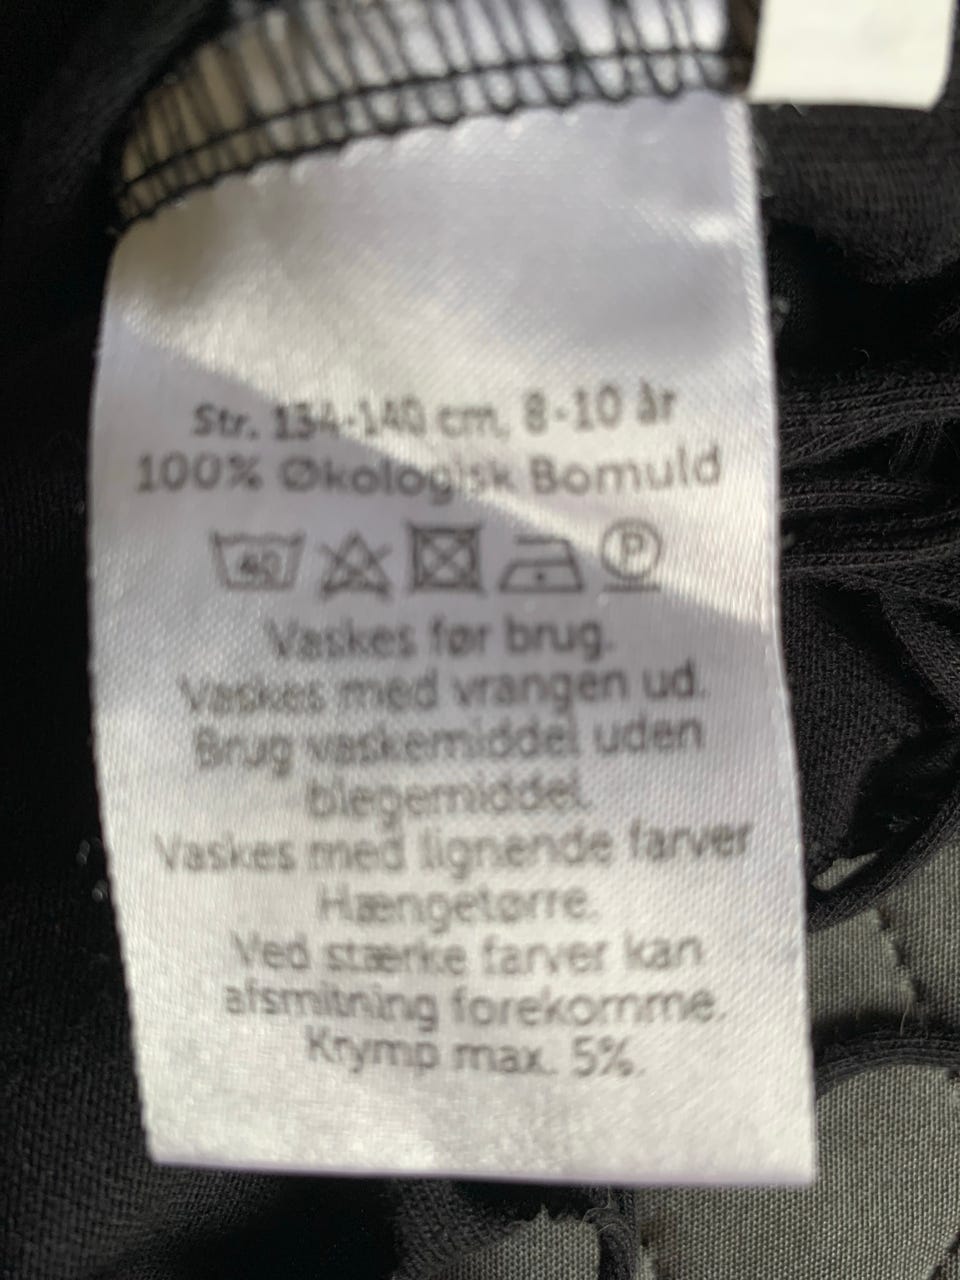 Str. 134-140 cm, 8-10 år
100% Økologisk Bomuld
40 P
Vaskes før brug.
Vaskes med vrangen ud.
Brug vaskemiddel uden
blegemiddel.
Vaskes med lignende farver
Hængetørre.
Ved stærke farver kan
afsmitning forekomme.
Krymp max. 5%.